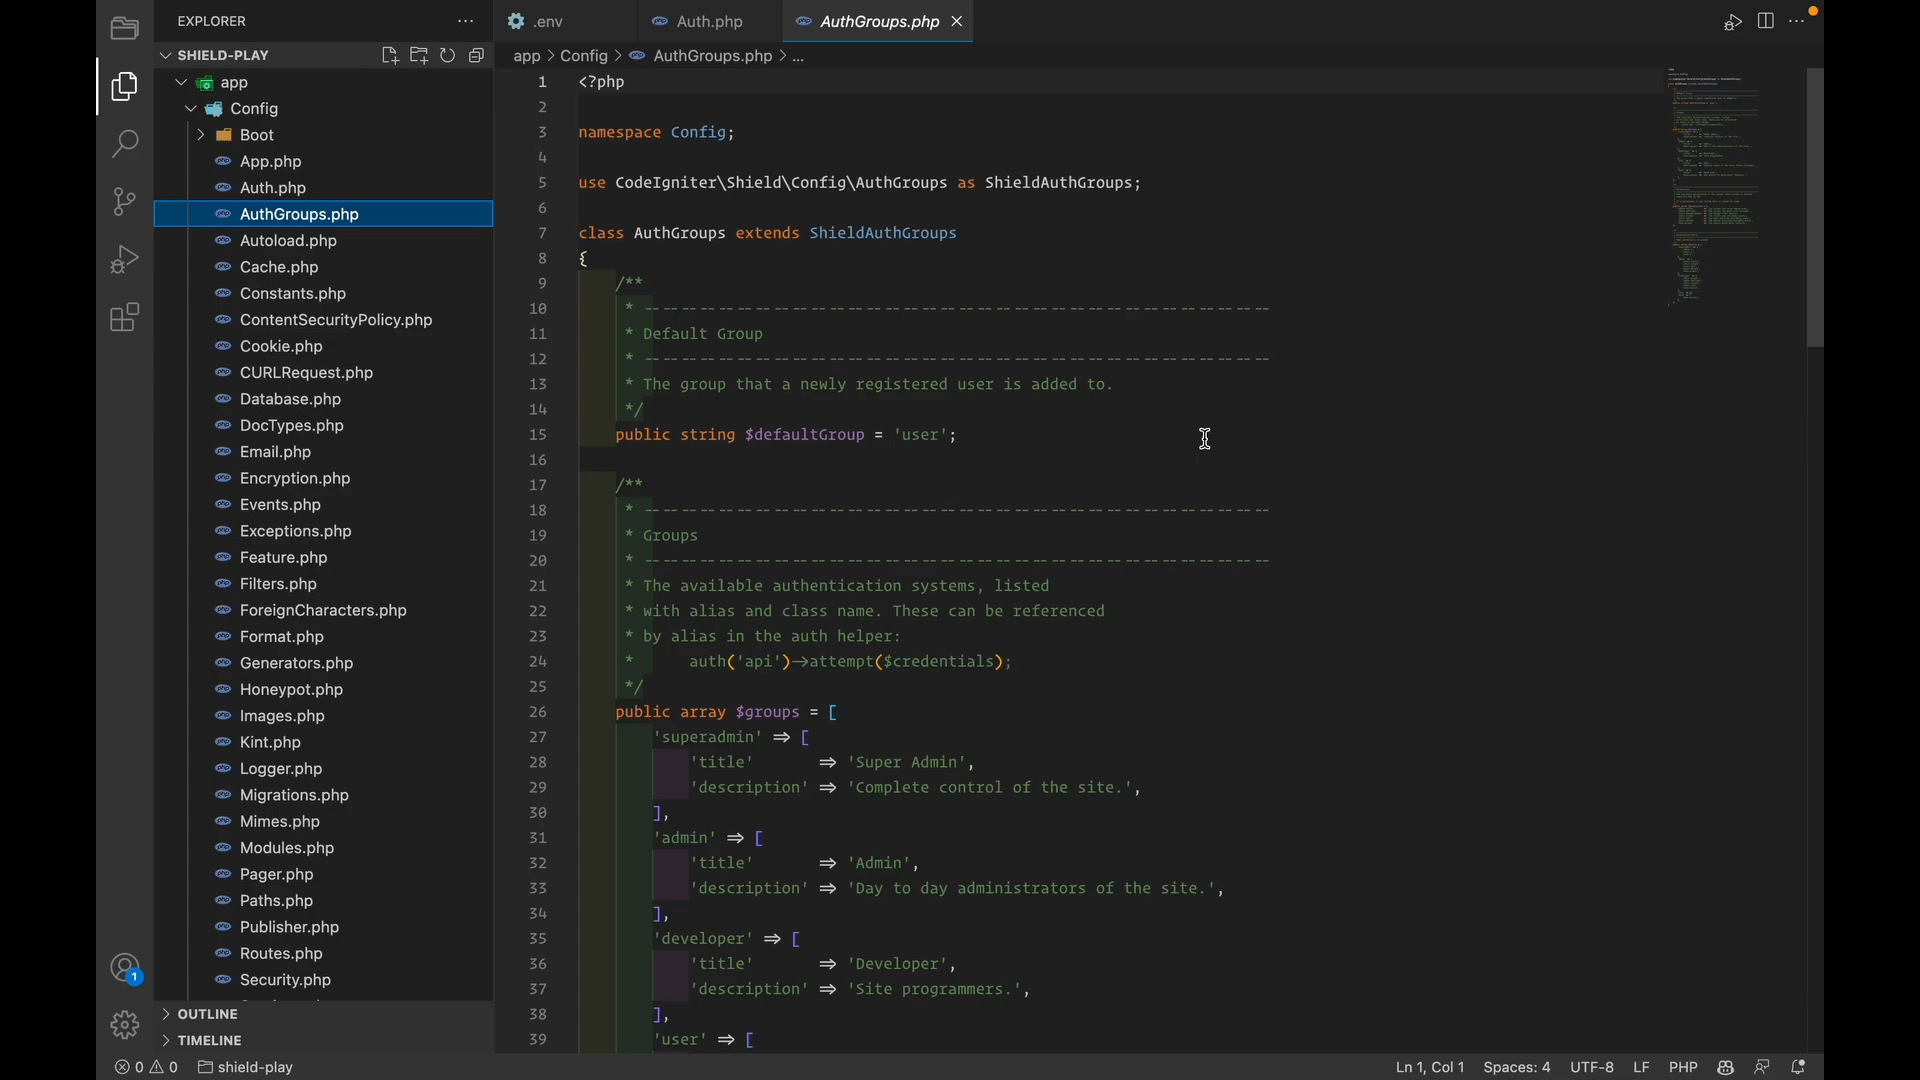 EXPLORER
SHIELD-PLAY
app
Config
Boot
App.php
Auth.php
AuthGroups.php
Autoload.php
Cache.php
Constants.php
ContentSecurityPolicy.php
Cookie.php
CURLRequest.php
Database.php
DocTypes.php
Email.php
Encryption.php
Events.php
Exceptions.php
Feature.php
Filters.php
ForeignCharacters.php
Format.php
Generators.php
Honeypot.php
Images.php
Kint.php
Logger.php
Migrations.php
Mimes.php
Modules.php
Pager.php
Paths.php
Publisher.php
Routes.php
Security.php
OUTLINE
TIMELINE
1
.env Auth.php AuthGroups.php
app > Config > AuthGroups.php > ...
1 <?php
2
3 namespace Config;
4
5 use CodeIgniter\Shield\Config\AuthGroups as ShieldAuthGroups;
6
7 class AuthGroups extends ShieldAuthGroups
8 {
9 /**
10 * --------------------------------------------------------------------
11 * Default Group
12 * --------------------------------------------------------------------
13 * The group that a newly registered user is added to.
14 */
15 public string $defaultGroup = 'user';
16
17 /**
18 * --------------------------------------------------------------------
19 * Groups
20 * --------------------------------------------------------------------
21 * The available authentication systems, listed
22 * with alias and class name. These can be referenced
23 * by alias in the auth helper:
24 * auth('api')->attempt($credentials);
25 */
26 public array $groups = [
27 'superadmin' => [
28 'title' => 'Super Admin',
29 'description' => 'Complete control of the site.',
30 ],
31 'admin' => [
32 'title' => 'Admin',
33 'description' => 'Day to day administrators of the site.',
34 ],
35 'developer' => [
36 'title' => 'Developer',
37 'description' => 'Site programmers.',
38 ],
39 'user' => [
0 0 shield-play Ln 1, Col 1 Spaces: 4 UTF-8 LF PHP